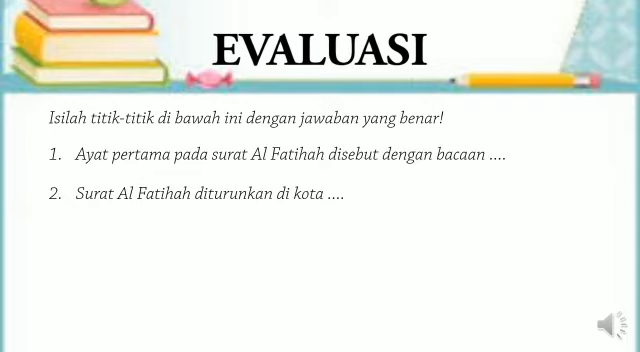 EVALUASI
Isilah titik-titik di bawah ini dengan jawaban yang benar!
1. Ayat pertama pada surat Al Fatihah disebut dengan bacaan ....
2. Surat Al Fatihah diturunkan di kota ....